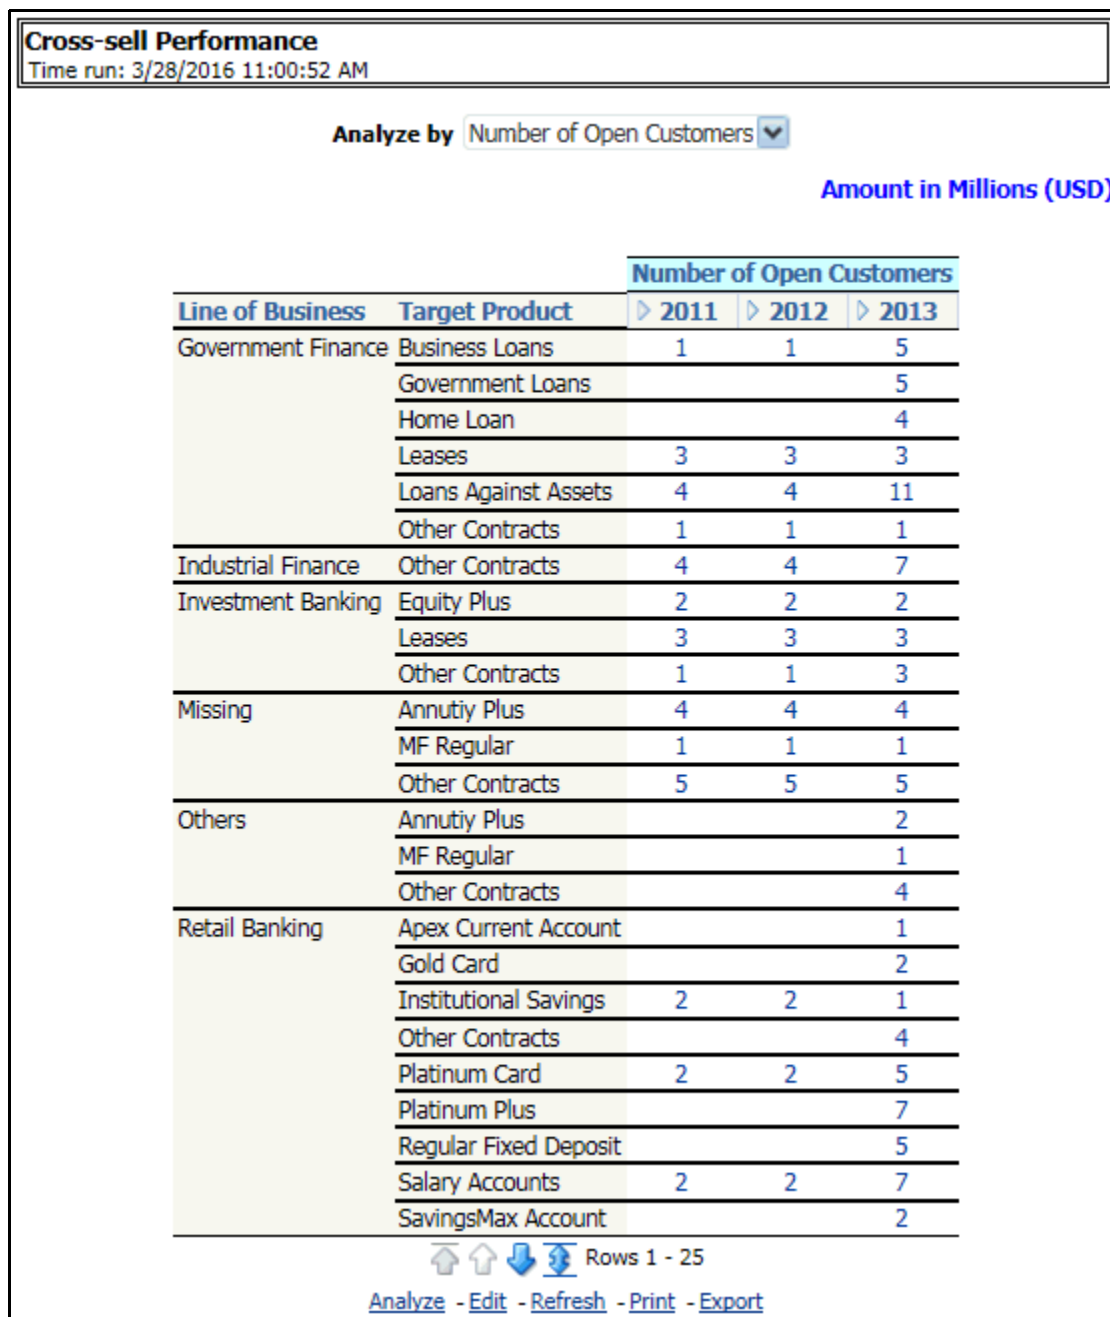 Cross-sell Performance
Time run: 3/28/2016 11:00:52 AM
Analyze by Number of Open Customers
Amount in Millions (USD)
Number of Open Customers
Line of Business Target Product 2011 2012 2013
Government Finance Business Loans 1 1 5
Government Loans 5
Home Loan 4
Leases 3 3 3
Loans Against Assets 4 4 11
Other Contracts 1 1 1
Industrial Finance Other Contracts 4 4 7
Investment Banking Equity Plus 2 2 2
Leases 3 3 3
Other Contracts 1 1 3
Missing Annutiy Plus 4 4 4
MF Regular 1 1 1
Other Contracts 5 5 5
Others Annutiy Plus 2
MF Regular 1
Other Contracts 4
Retail Banking Apex Current Account 1
Gold Card 2
Institutional Savings 2 2 1
Other Contracts 4
Platinum Card 2 2 5
Platinum Plus 7
Regular Fixed Deposit 5
Salary Accounts 2 2 7
SavingsMax Account 2
Rows 1 - 25
Analyze - Edit - Refresh - Print - Export